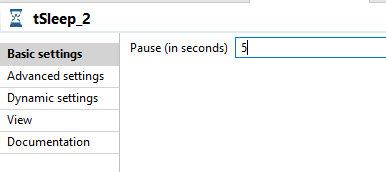 tSleep_2
Basic settings
Pause (in seconds) 5
Advanced settings
Dynamic settings
View
Documentation